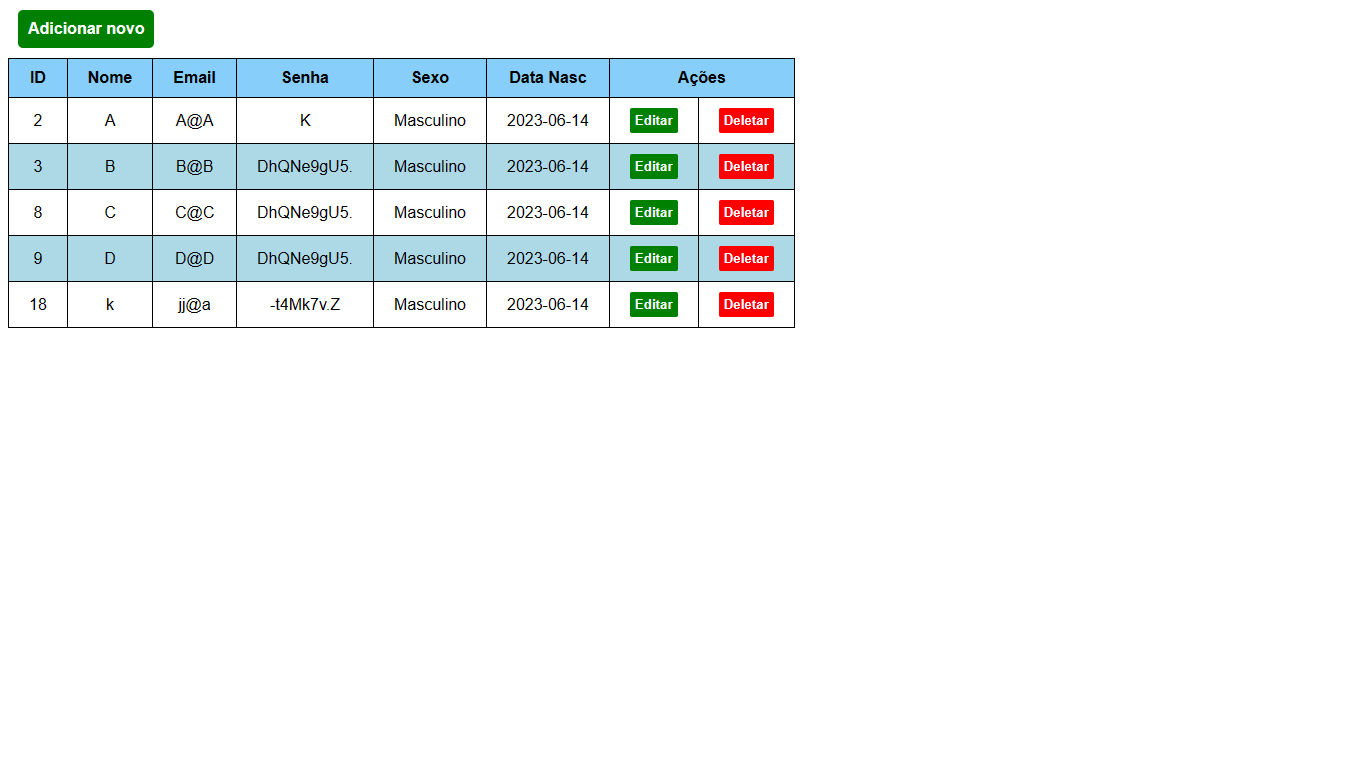 Adicionar novo
ID Nome Email Senha Sexo Data Nasc Ações
2 A A@A K Masculino 2023-06-14 Editar Deletar
3 B B@B DhQNe9gU5. Masculino 2023-06-14 Editar Deletar
8 C C@C DhQNe9gU5. Masculino 2023-06-14 Editar Deletar
9 D D@D DhQNe9gU5. Masculino 2023-06-14 Editar Deletar
18 k jj@a -t4Mk7v.Z Masculino 2023-06-14 Editar Deletar